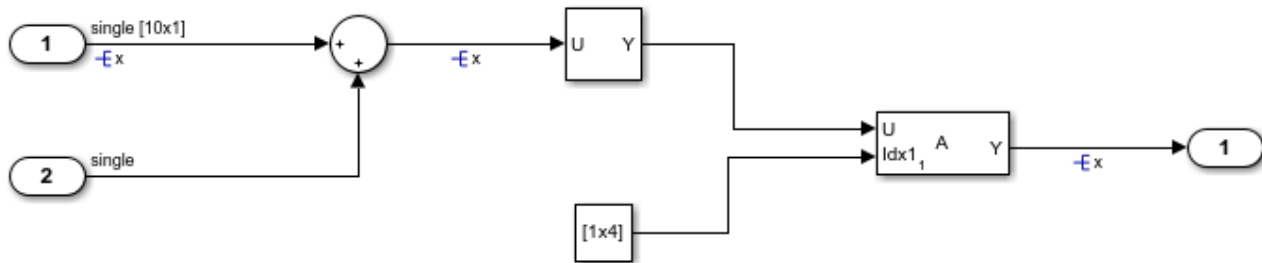 1
single [10x1]
x
+
+
x
U Y
2
single
U
A
Idx1 1
Y
x
1
[1x4]